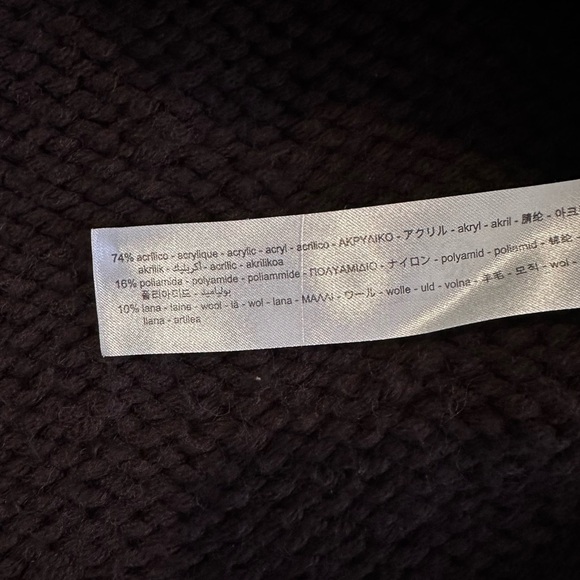 74% acrílico - acrylique - acrylic - acryl - acrilico - ΑΚΡΥΛΙΚΟ - アクリル - akryl - akril - 腈纶 - 아크
akriilik - أكريليك - acrílic - akrilikoa
16% poliamida - polyamide - poliammide - ΠΟΛΥΑΜΙΔΙΟ - ナイロン - polyamid - poliamid - 锦纶 -
폴리아미드 - بولياميد
10% lana - laine - wool - lã - wol - lana - ΜΑΛΛΙ - ウール - wolle - uld - volna - 羊毛 - 모직 - wol -
llana - artilea